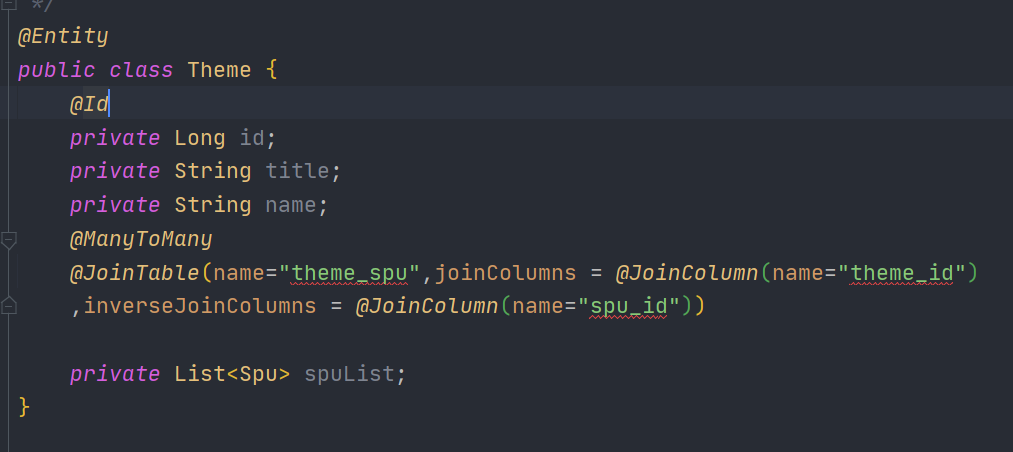 */
@Entity
public class Theme {
@Id
private Long id;
private String title;
private String name;
@ManyToMany
@JoinTable(name="theme_spu",joinColumns = @JoinColumn(name="theme_id")
,inverseJoinColumns = @JoinColumn(name="spu_id"))
private List<Spu> spuList;
}